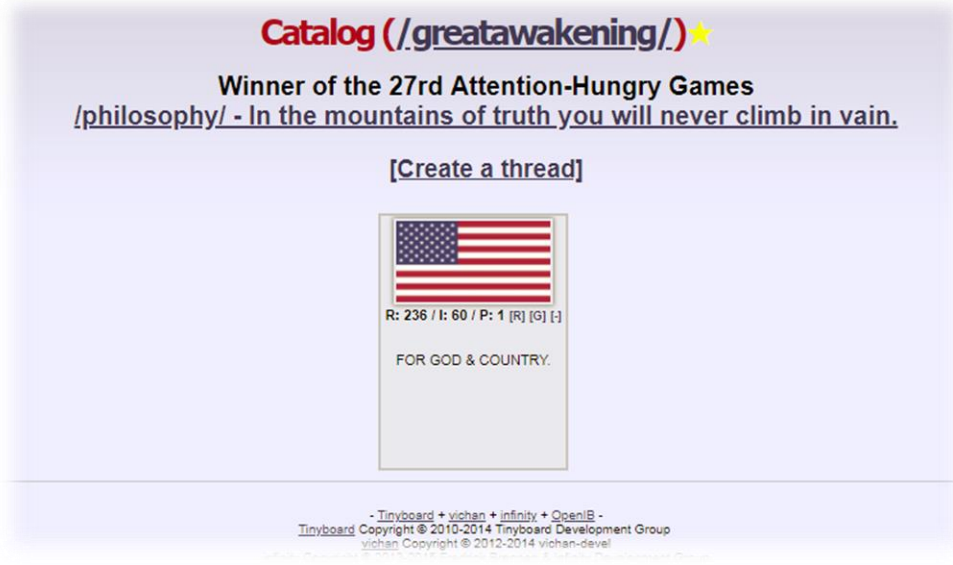 Catalog (/greatawakening/)★
Winner of the 27rd Attention-Hungry Games
/philosophy/ - In the mountains of truth you will never climb in vain.
[Create a thread]
R: 236 / I: 60 / P: 1 [R] [G] [-]
FOR GOD & COUNTRY.
- Tinyboard + vichan + infinity + OpenIB -
Tinyboard Copyright © 2010-2014 Tinyboard Development Group
vichan Copyright © 2012-2014 vichan-devel